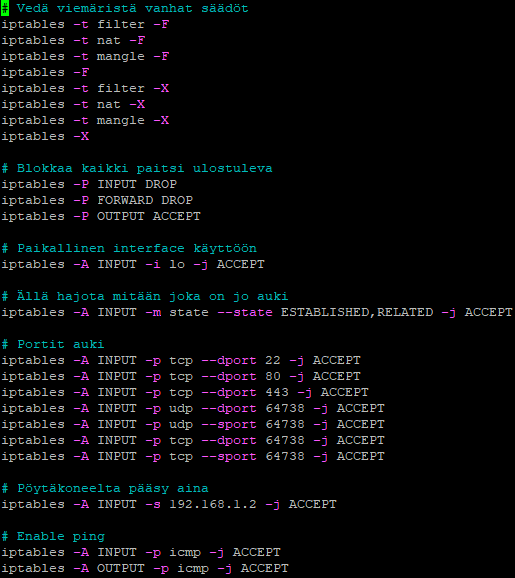 # Vedä viemäristä vanhat säädöt
iptables -t filter -F
iptables -t nat -F
iptables -t mangle -F
iptables -F
iptables -t filter -X
iptables -t nat -X
iptables -t mangle -X
iptables -X
# Blokkaa kaikki paitsi ulostuleva
iptables -P INPUT DROP
iptables -P FORWARD DROP
iptables -P OUTPUT ACCEPT
# Paikallinen interface käyttöön
iptables -A INPUT -i lo -j ACCEPT
# Ällä hajota mitään joka on jo auki
iptables -A INPUT -m state --state ESTABLISHED,RELATED -j ACCEPT
# Portit auki
iptables -A INPUT -p tcp --dport 22 -j ACCEPT
iptables -A INPUT -p tcp --dport 80 -j ACCEPT
iptables -A INPUT -p tcp --dport 443 -j ACCEPT
iptables -A INPUT -p udp --dport 64738 -j ACCEPT
iptables -A INPUT -p udp --sport 64738 -j ACCEPT
iptables -A INPUT -p tcp --dport 64738 -j ACCEPT
iptables -A INPUT -p tcp --sport 64738 -j ACCEPT
# Pöytäkoneelta pääsy aina
iptables -A INPUT -s 192.168.1.2 -j ACCEPT
# Enable ping
iptables -A INPUT -p icmp -j ACCEPT
iptables -A OUTPUT -p icmp -j ACCEPT